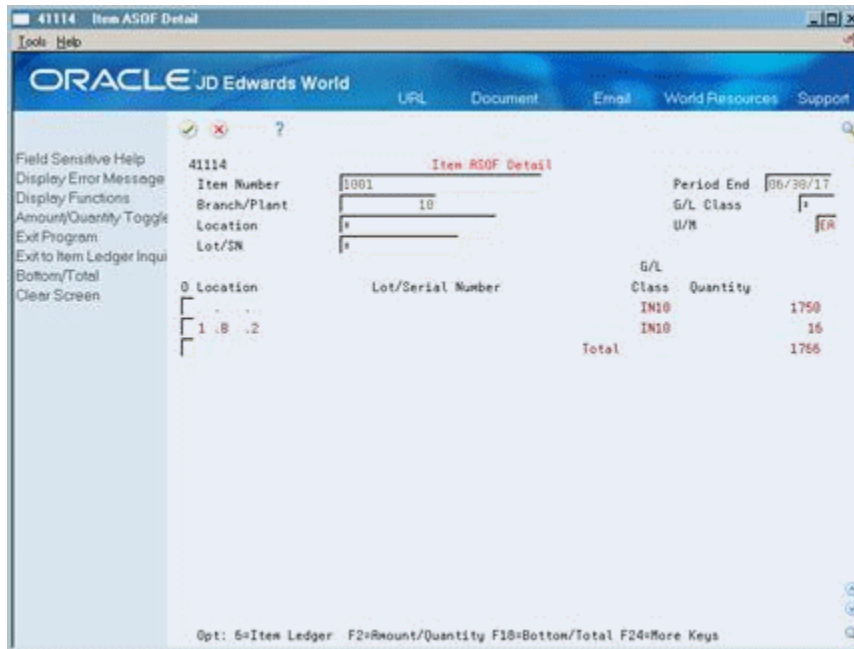 41114 Item ASOF Detail
Tools Help
ORACLE JD Edwards World
URL Document Email World Resources Support
Field Sensitive Help
Display Error Message
Display Functions
Amount/Quantity Toggle
Exit Program
Exit to Item Ledger Inqui
Bottom/Total
Clear Screen
?
41114 Item ASOF Detail
Item Number 1001 Period End 06/30/17
Branch/Plant 10 G/L Class *
Location * U/M EA
Lot/SN *
G/L
O Location Lot/Serial Number Class Quantity
. . IN10 1750
1 .8 .2 IN10 16
Total 1766
Opt: 6=Item Ledger F2=Amount/Quantity F18=Bottom/Total F24=More Keys